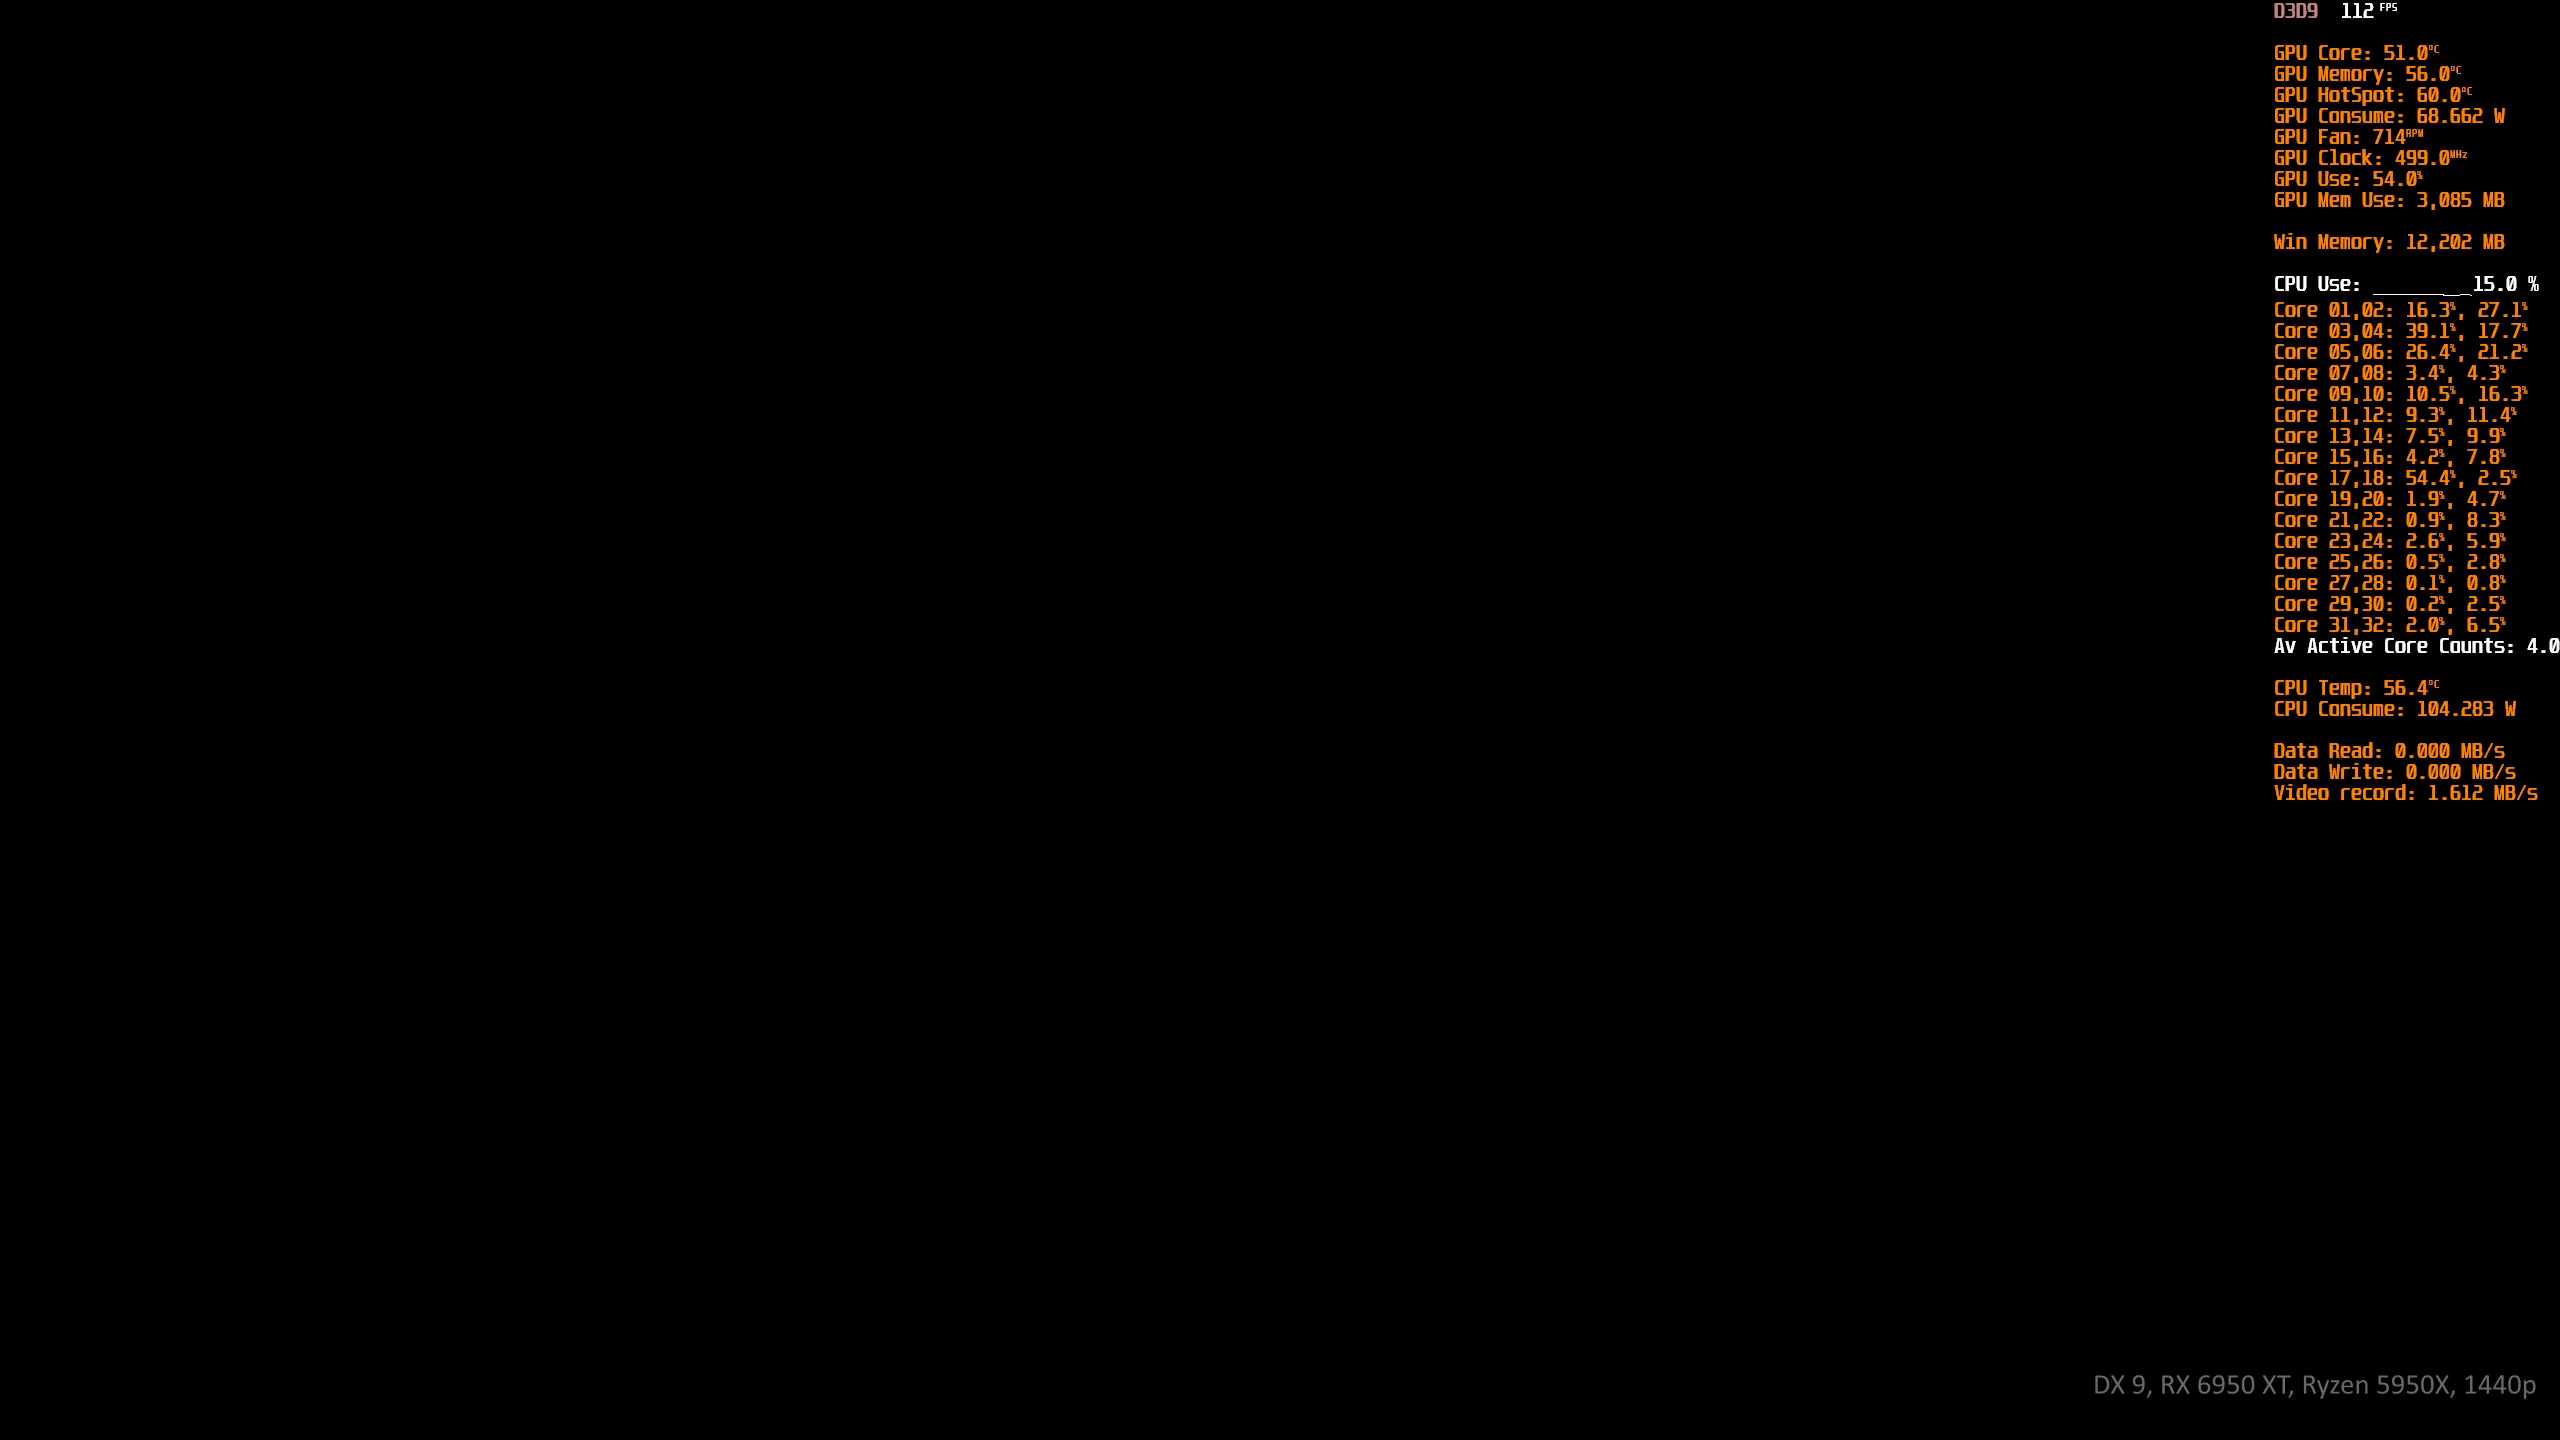 D3D9 112 FPS
GPU Core: 51.0°C
GPU Memory: 56.0°C
GPU HotSpot: 60.0°C
GPU Consume: 68.662 W
GPU Fan: 714RPM
GPU Clock: 499.0MHz
GPU Use: 54.0%
GPU Mem Use: 3,085 MB
Win Memory: 12,202 MB
CPU Use: _________15.0 %
Core 01,02: 16.3%, 27.1%
Core 03,04: 39.1%, 17.7%
Core 05,06: 26.4%, 21.2%
Core 07,08: 3.4%, 4.3%
Core 09,10: 10.5%, 16.3%
Core 11,12: 9.3%, 11.4%
Core 13,14: 7.5%, 9.9%
Core 15,16: 4.2%, 7.8%
Core 17,18: 54.4%, 2.5%
Core 19,20: 1.9%, 4.7%
Core 21,22: 0.9%, 8.3%
Core 23,24: 2.6%, 5.9%
Core 25,26: 0.5%, 2.8%
Core 27,28: 0.1%, 0.8%
Core 29,30: 0.2%, 2.5%
Core 31,32: 2.0%, 6.5%
Av Active Core Counts: 4.0
CPU Temp: 56.4°C
CPU Consume: 104.283 W
Data Read: 0.000 MB/s
Data Write: 0.000 MB/s
Video record: 1.612 MB/s
DX 9, RX 6950 XT, Ryzen 5950X, 1440p